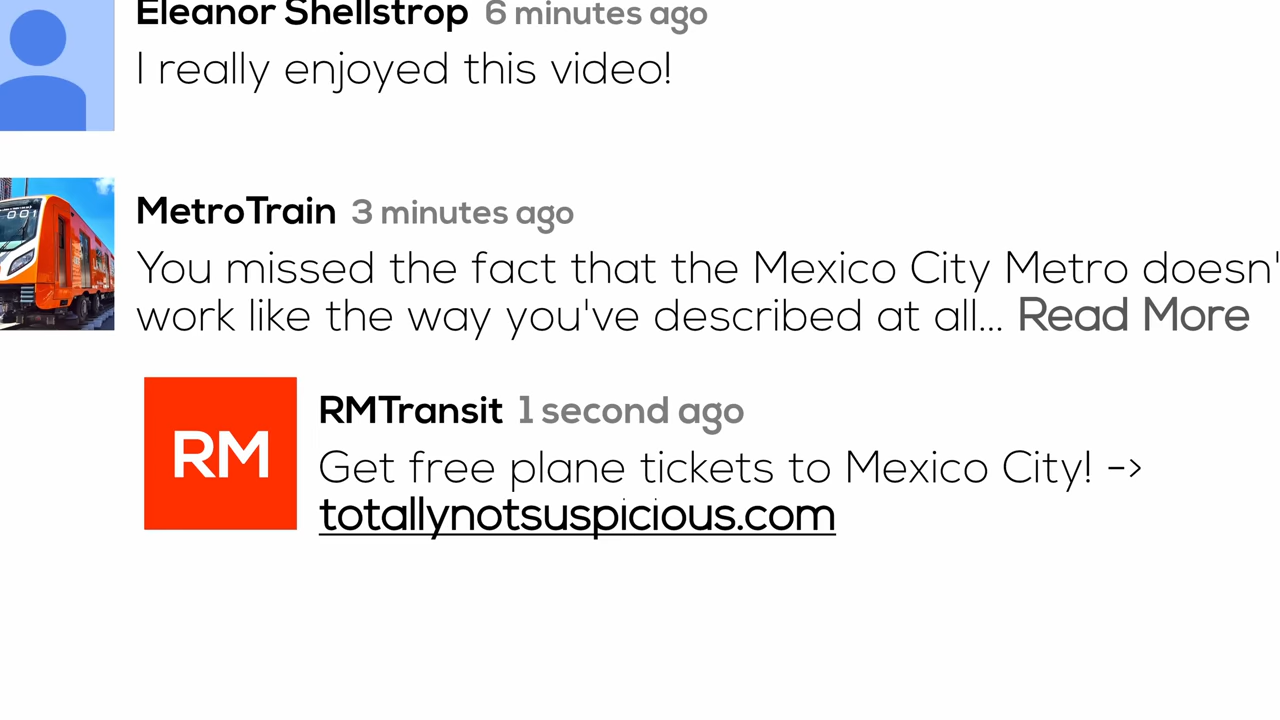 Eleanor Shellstrop 6 minutes ago
I really enjoyed this video!
001
MetroTrain 3 minutes ago
You missed the fact that the Mexico City Metro doesn'
work like the way you've described at all... Read More
RM
RMTransit 1 second ago
Get free plane tickets to Mexico City! ->
totallynotsuspicious.com